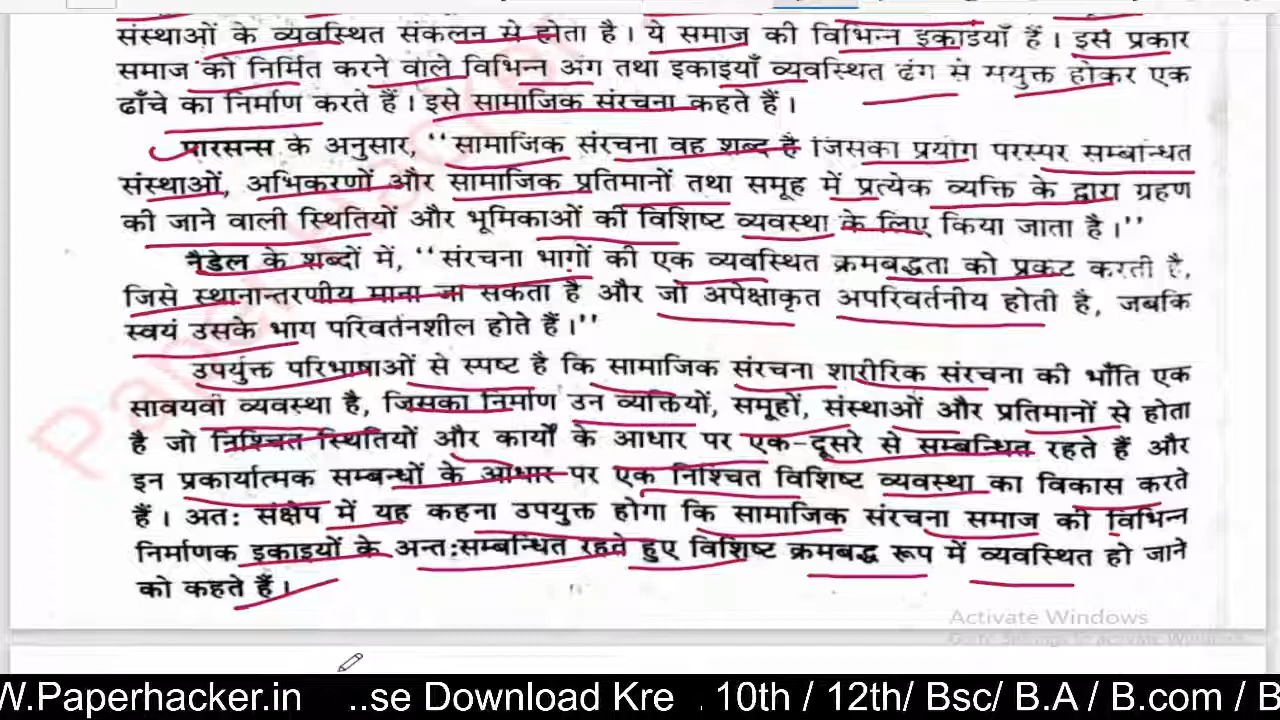 संस्थाओं के व्यवस्थित संकलन से होता है। ये समाज की विभिन्न इकाइयाँ हैं। इस प्रकार
समाज को निर्मित करने वाले विभिन्न अंग तथा इकाइयाँ व्यवस्थित ढंग से मयुक्त होकर एक
ढाँचे का निर्माण करते हैं। इसे सामाजिक संरचना कहते हैं।
पारसन्स के अनुसार, ‘‘सामाजिक संरचना वह शब्द है जिसका प्रयोग परस्पर सम्बन्धित
संस्थाओं, अभिकरणों और सामाजिक प्रतिमानों तथा समूह में प्रत्येक व्यक्ति के द्वारा ग्रहण
की जाने वाली स्थितियों और भूमिकाओं की विशिष्ट व्यवस्था के लिए किया जाता है।’’
नैडेल के शब्दों में, ‘‘संरचना भागों की एक व्यवस्थित क्रमबद्धता को प्रकट करती है,
जिसे स्थानान्तरणीय माना जा सकता है और जो अपेक्षाकृत अपरिवर्तनीय होती है, जबकि
स्वयं उसके भाग परिवर्तनशील होते हैं।’’
उपर्युक्त परिभाषाओं से स्पष्ट है कि सामाजिक संरचना शारीरिक संरचना की भाँति एक
सावयवी व्यवस्था है, जिसका निर्माण उन व्यक्तियों, समूहों, संस्थाओं और प्रतिमानों से होता
है जो निश्चित स्थितियों और कार्यों के आधार पर एक-दूसरे से सम्बन्धित रहते हैं और
इन प्रकार्यात्मक सम्बन्धों के आधार पर एक निश्चित विशिष्ट व्यवस्था का विकास करते
हैं। अतः संक्षेप में यह कहना उपयुक्त होगा कि सामाजिक संरचना समाज की विभिन्न
निर्माणक इकाइयों के अन्तःसम्बन्धित रहते हुए विशिष्ट क्रमबद्ध रूप में व्यवस्थित हो जाने
को कहते हैं।
Activate Windows
W.Paperhacker.in ..se Download Kre . 10th / 12th/ Bsc/ B.A / B.com / B